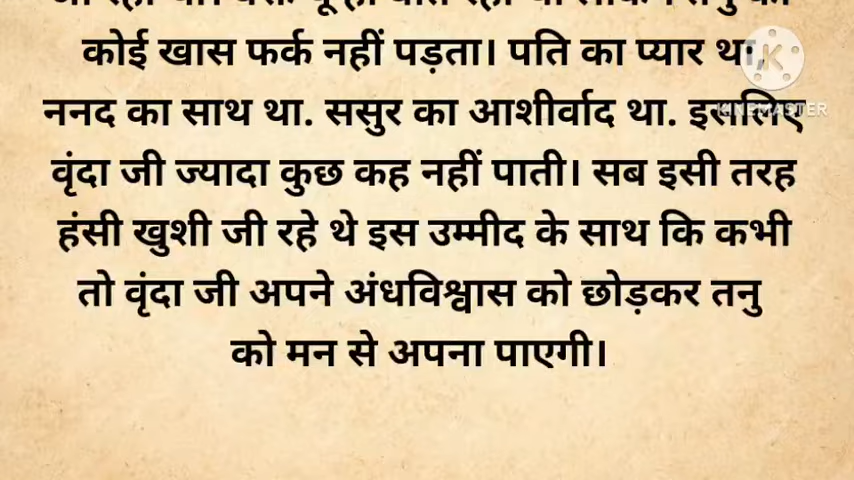 कोई खास फर्क नहीं पड़ता। पति का प्यार था,
ननद का साथ था. ससुर का आशीर्वाद था. इसलिए
वृंदा जी ज्यादा कुछ कह नहीं पाती। सब इसी तरह
हंसी खुशी जी रहे थे इस उम्मीद के साथ कि कभी
तो वृंदा जी अपने अंधविश्वास को छोड़कर तनु
को मन से अपना पाएगी।
KINEMASTER